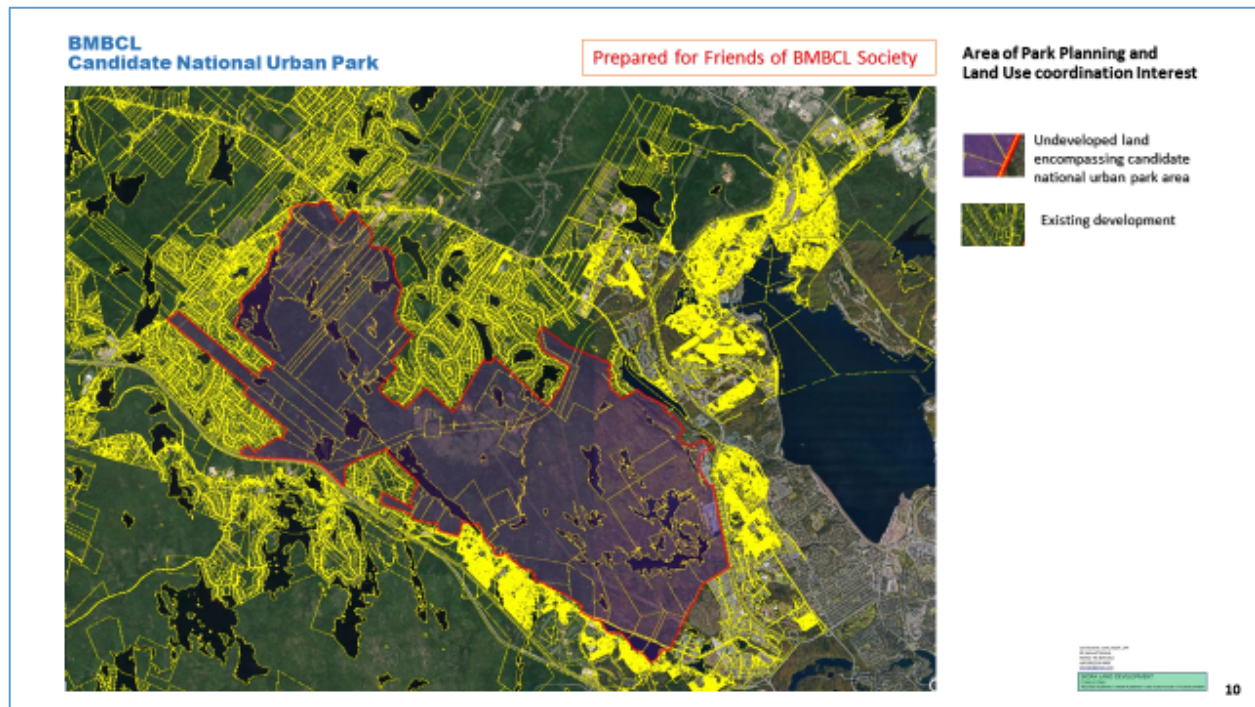 BMBCL
Candidate National Urban Park
Prepared for Friends of BMBCL Society
Area of Park Planning and
Land Use coordination Interest
Undeveloped land
encompassing candidate
national urban park area
Existing development
10